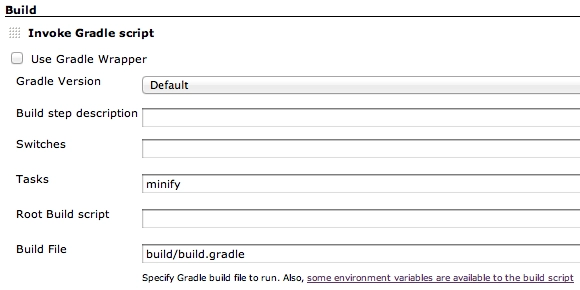 Build
Invoke Gradle script
Use Gradle Wrapper
Gradle Version Default
Build step description
Switches
Tasks minify
Root Build script
Build File build/build.gradle
Specify Gradle build file to run. Also, some environment variables are available to the build script